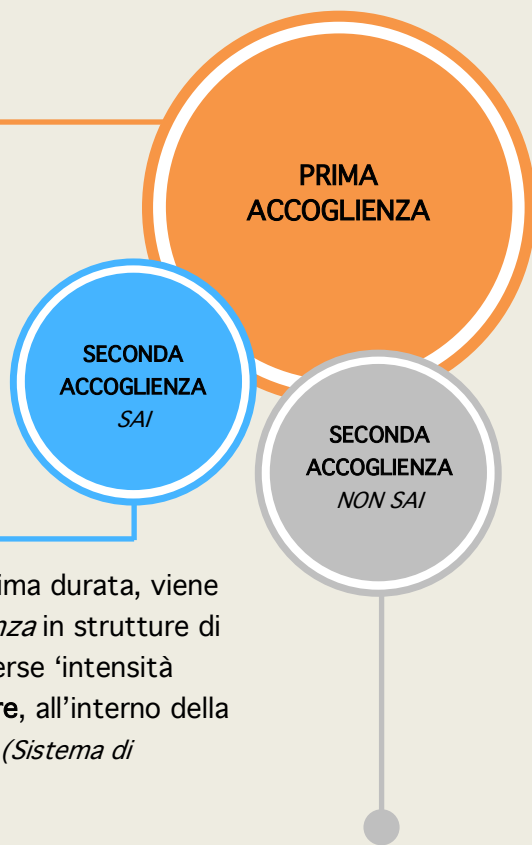 PRIMA
ACCOGLIENZA
SECONDA
ACCOGLIENZA
SAI
SECONDA
ACCOGLIENZA
NON SAI
ima durata, viene
nza in strutture di
erse ‘intensità
re, all’interno della
(Sistema di